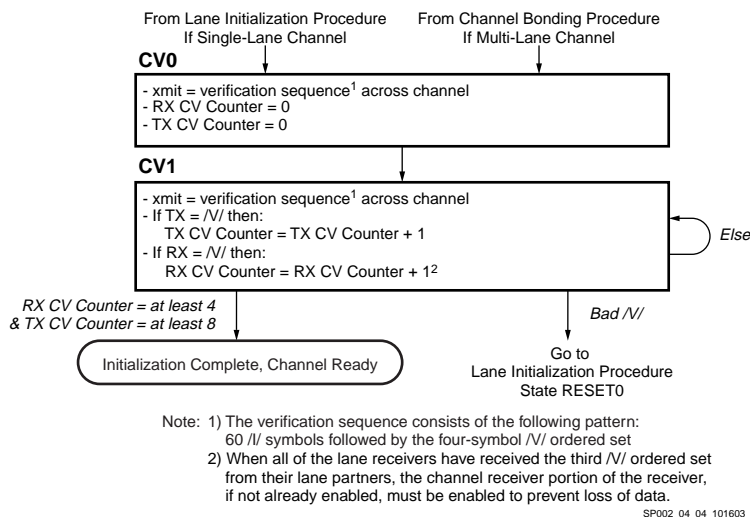 From Lane Initialization Procedure
If Single-Lane Channel
From Channel Bonding Procedure
If Multi-Lane Channel
CV0
- xmit = verification sequence¹ across channel
- RX CV Counter = 0
- TX CV Counter = 0
CV1
- xmit = verification sequence¹ across channel
- If TX = /V/ then:
TX CV Counter = TX CV Counter + 1
- If RX = /V/ then:
RX CV Counter = RX CV Counter + 1²
Else
RX CV Counter = at least 4
& TX CV Counter = at least 8
Bad /V/
Initialization Complete, Channel Ready
Go to
Lane Initialization Procedure
State RESET0
Note: 1) The verification sequence consists of the following pattern:
60 /I/ symbols followed by the four-symbol /V/ ordered set
2) When all of the lane receivers have received the third /V/ ordered set
from their lane partners, the channel receiver portion of the receiver,
if not already enabled, must be enabled to prevent loss of data.
SP002_04_04_101603